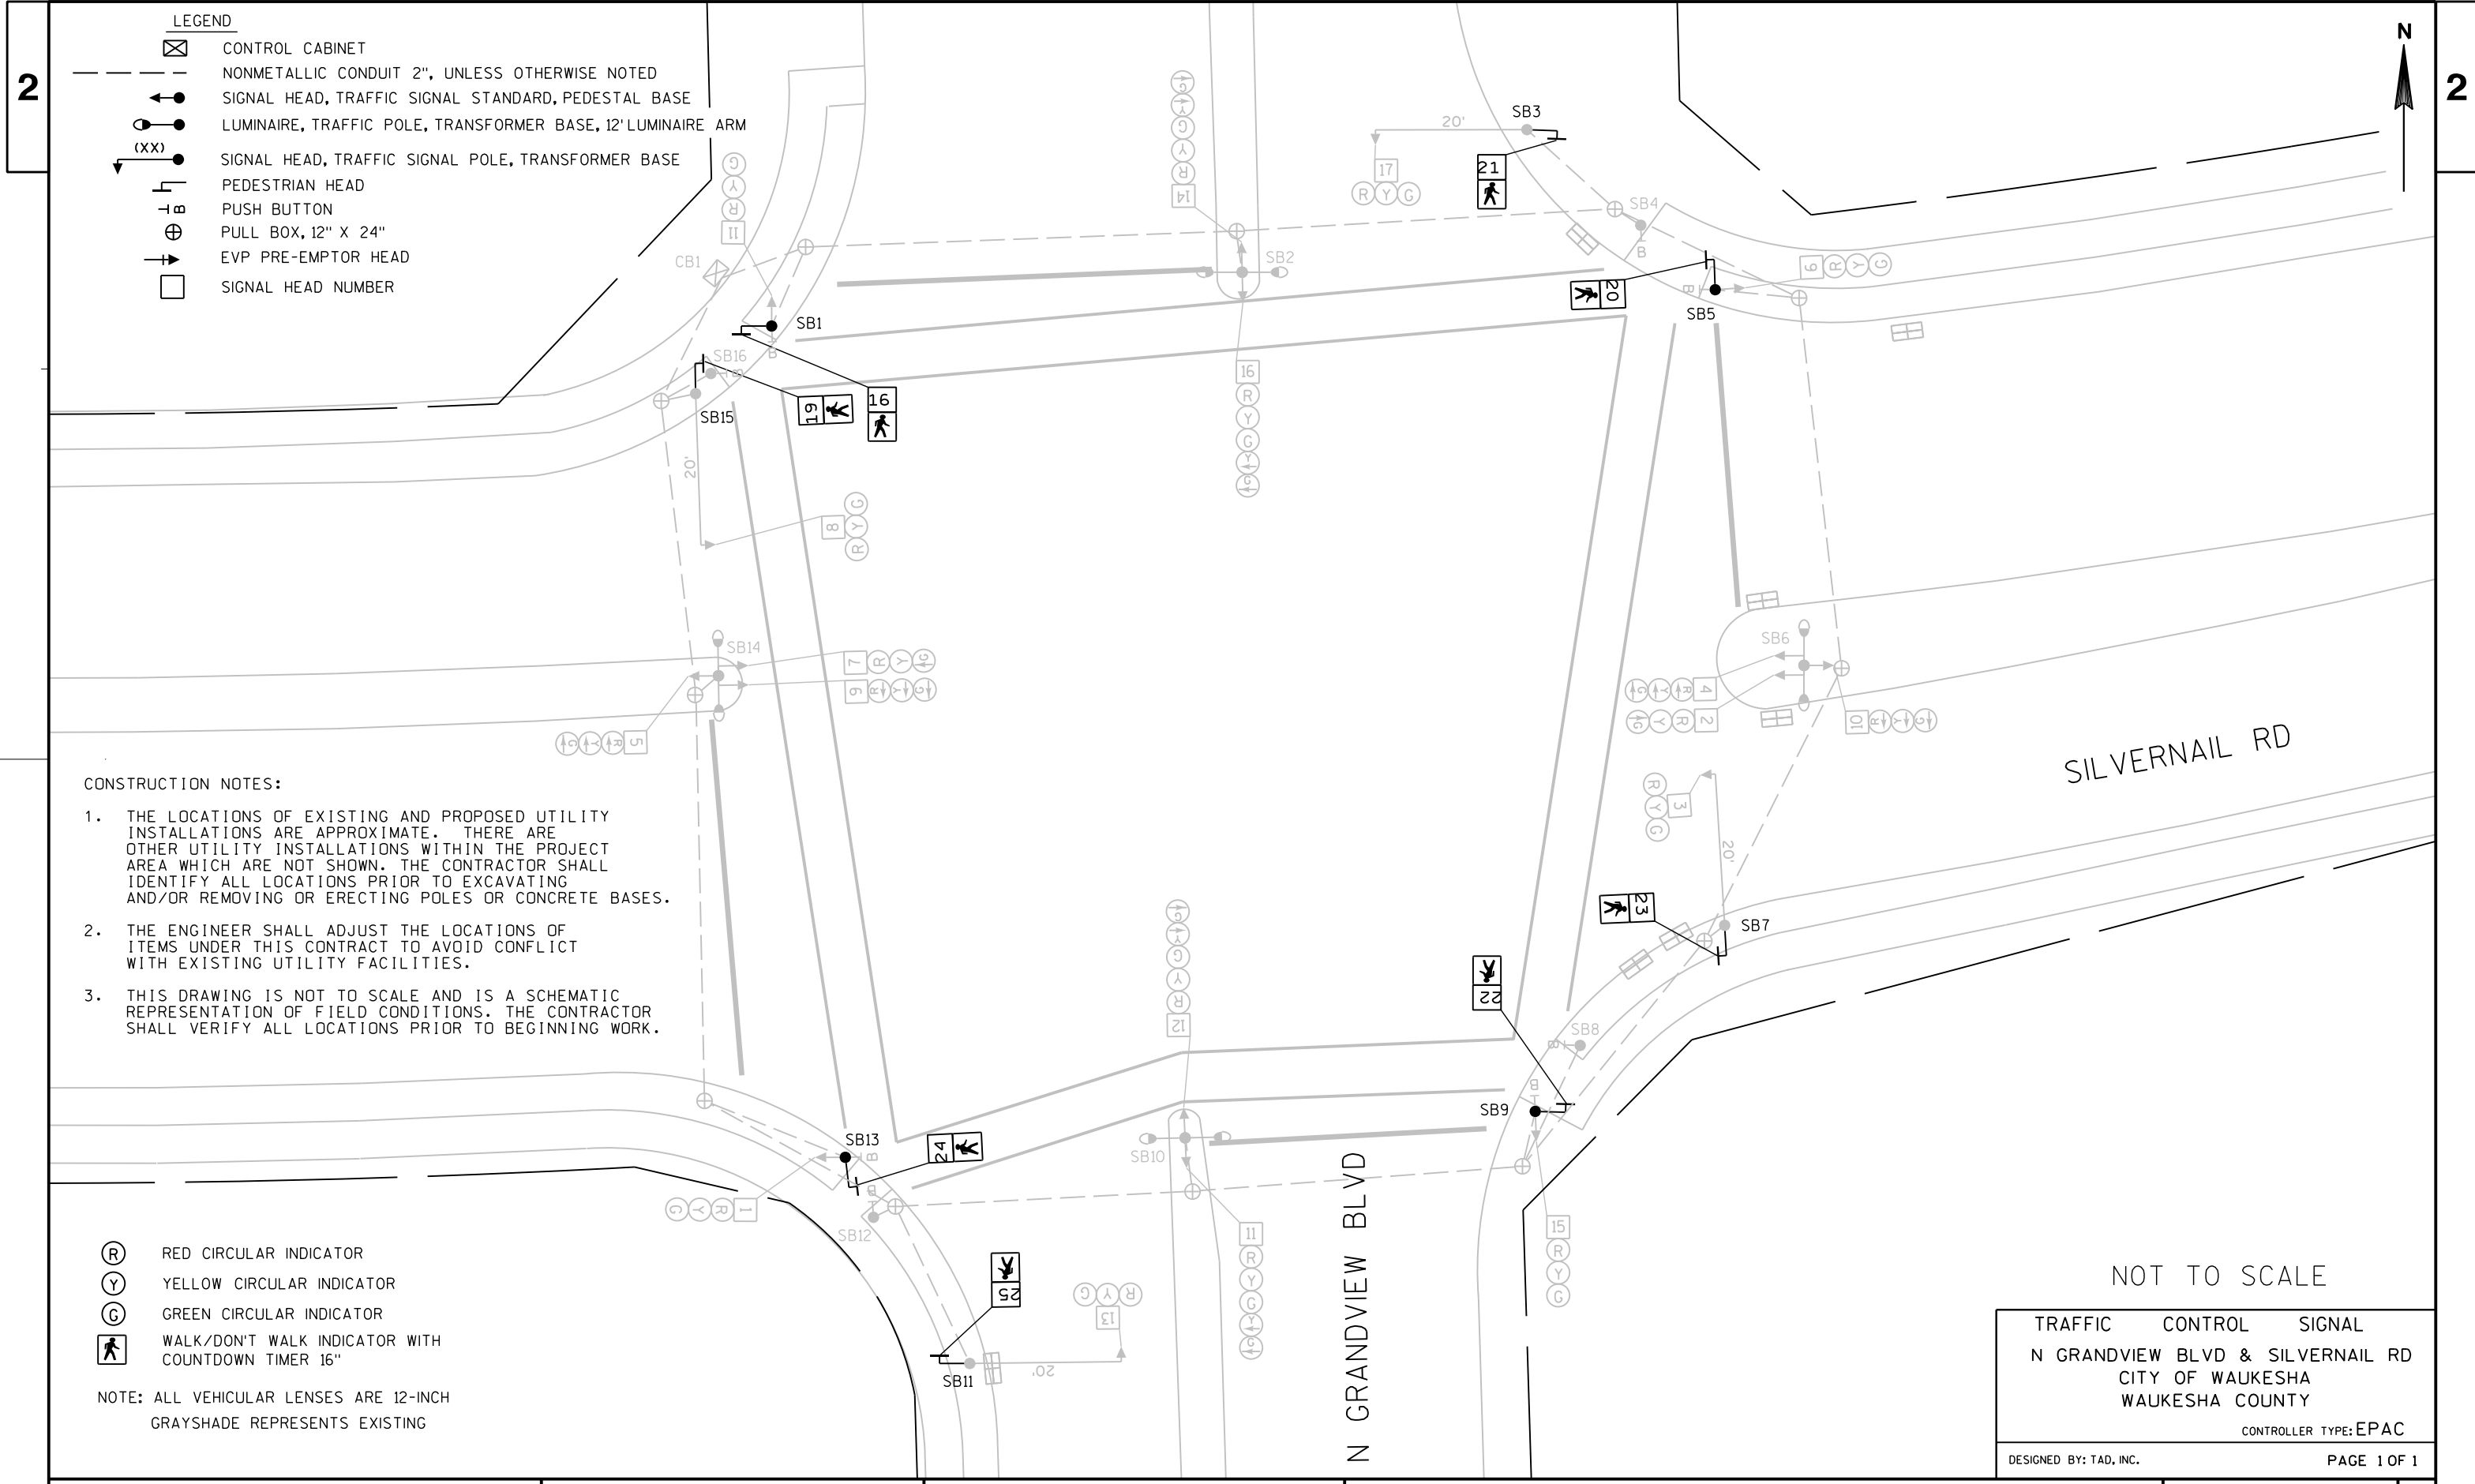 2
2
LEGEND
CONTROL CABINET
NONMETALLIC CONDUIT 2", UNLESS OTHERWISE NOTED
SIGNAL HEAD, TRAFFIC SIGNAL STANDARD, PEDESTAL BASE
LUMINAIRE, TRAFFIC POLE, TRANSFORMER BASE, 12' LUMINAIRE ARM
(XX)
SIGNAL HEAD, TRAFFIC SIGNAL POLE, TRANSFORMER BASE
PEDESTRIAN HEAD
B PUSH BUTTON
PULL BOX, 12" X 24"
EVP PRE-EMPTOR HEAD
SIGNAL HEAD NUMBER
N
G
Y
R
11
G
Y
G
Y
R
14
20'
SB3
17
R Y G
21
SB4
B
CB1
SB2
20
B
SB5
9 R Y G
SB1
B
SB16
B
SB15
19
16
16
R
Y
G
Y
G
20'
8
G
Y
R
SB14
7 R Y G
6 R Y G
G Y R 5
SB6
G Y R 4
G Y R 2
10 R Y G
SILVERNAIL RD
R
Y
G
3
20'
SB7
23
CONSTRUCTION NOTES:
1. THE LOCATIONS OF EXISTING AND PROPOSED UTILITY
INSTALLATIONS ARE APPROXIMATE. THERE ARE
OTHER UTILITY INSTALLATIONS WITHIN THE PROJECT
AREA WHICH ARE NOT SHOWN. THE CONTRACTOR SHALL
IDENTIFY ALL LOCATIONS PRIOR TO EXCAVATING
AND/OR REMOVING OR ERECTING POLES OR CONCRETE BASES.
2. THE ENGINEER SHALL ADJUST THE LOCATIONS OF
ITEMS UNDER THIS CONTRACT TO AVOID CONFLICT
WITH EXISTING UTILITY FACILITIES.
3. THIS DRAWING IS NOT TO SCALE AND IS A SCHEMATIC
REPRESENTATION OF FIELD CONDITIONS. THE CONTRACTOR
SHALL VERIFY ALL LOCATIONS PRIOR TO BEGINNING WORK.
G
Y
G
Y
R
12
22
SB8
B
B
SB9
SB13
B
24
SB10
G Y R 1
B
SB12
25
R Y G
13
20'
SB11
11
R
Y
G
Y
G
N GRANDVIEW BLVD
15
R
Y
G
R RED CIRCULAR INDICATOR
Y YELLOW CIRCULAR INDICATOR
G GREEN CIRCULAR INDICATOR
WALK/DON'T WALK INDICATOR WITH
COUNTDOWN TIMER 16"
NOTE: ALL VEHICULAR LENSES ARE 12-INCH
GRAYSHADE REPRESENTS EXISTING
NOT TO SCALE
TRAFFIC CONTROL SIGNAL
N GRANDVIEW BLVD & SILVERNAIL RD
CITY OF WAUKESHA
WAUKESHA COUNTY
CONTROLLER TYPE: EPAC
DESIGNED BY: TAD, INC.
PAGE 1 OF 1